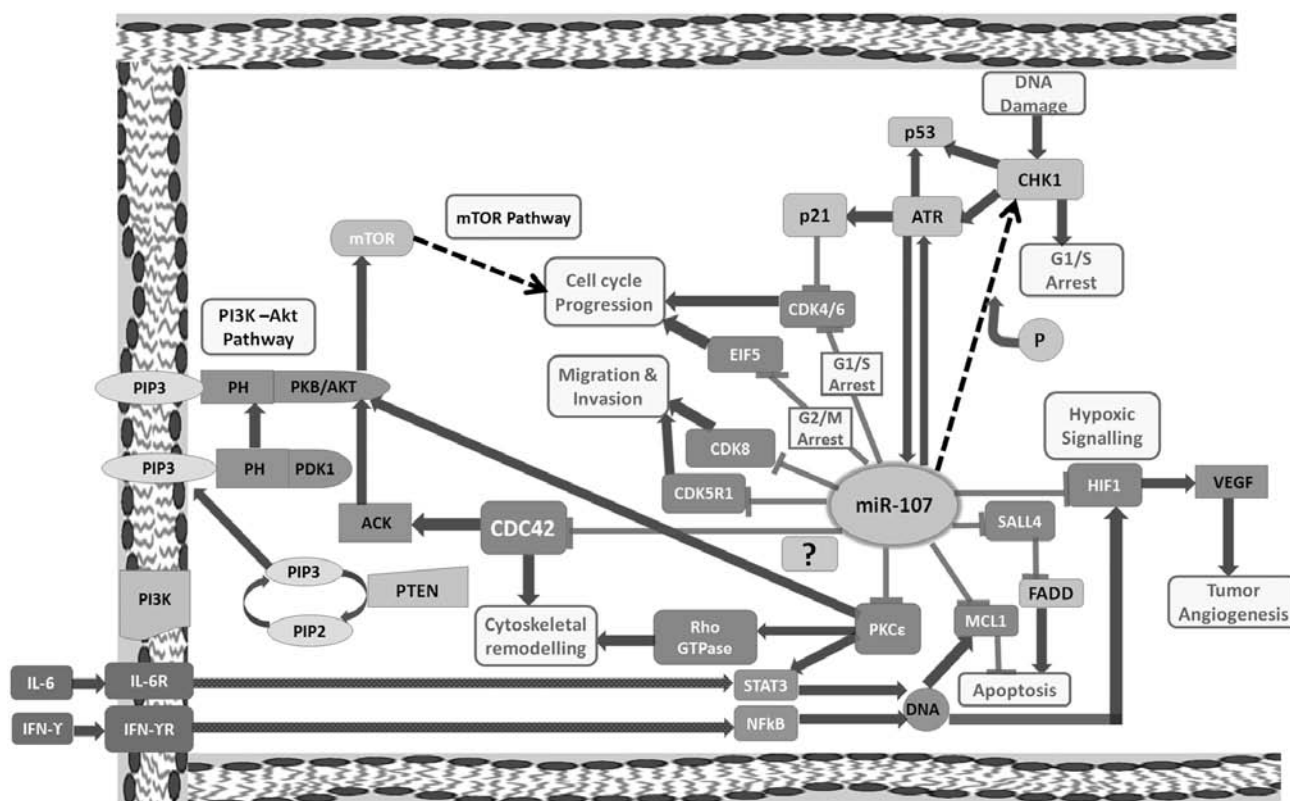 DNA
Damage
p53
CHK1
p21
ATR
mTOR Pathway
mTOR
G1/S
Arrest
Cell cycle
Progression
CDK4/6
PI3K –Akt
Pathway
P
EIF5
G1/S
Arrest
Migration &
Invasion
PIP3
PH
PKB/AKT
G2/M
Arrest
Hypoxic
Signalling
CDK8
PIP3
PH
PDK1
CDK5R1
miR-107
HIF1
VEGF
ACK
CDC42
SALL4
?
PIP3
PTEN
PI3K
FADD
Tumor
Angiogenesis
PIP2
Cytoskeletal
remodelling
Rho
GTPase
PKCε
MCL1
IL-6
IL-6R
STAT3
Apoptosis
DNA
IFN-ϒ
IFN-ϒR
NFkB